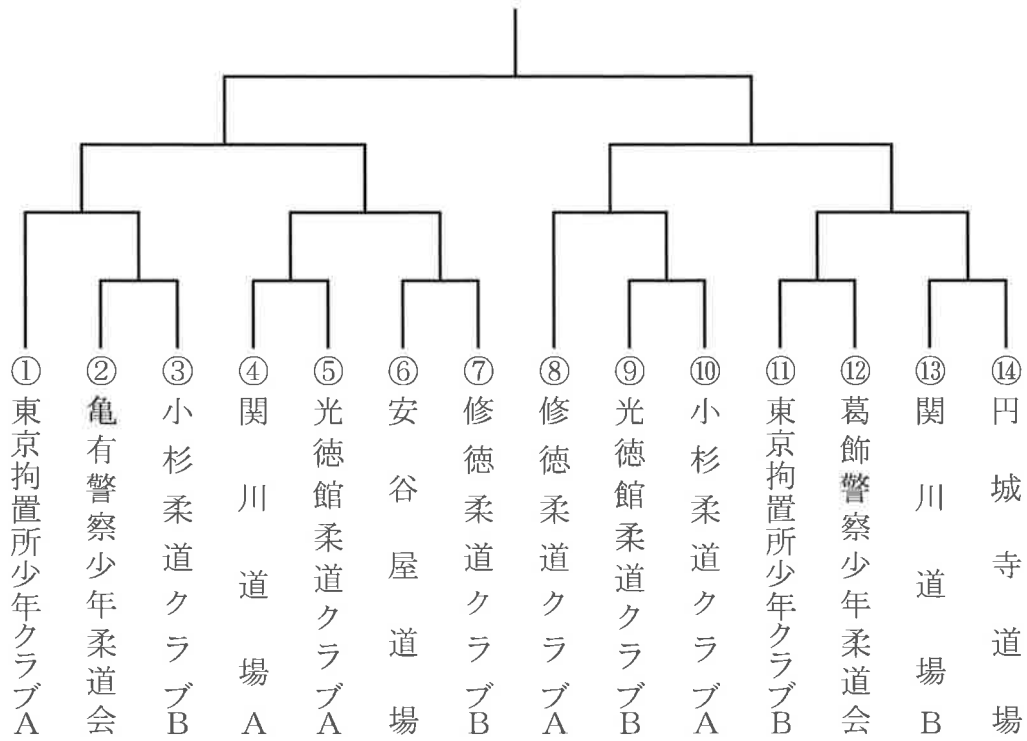 ①東京拘置所少年クラブA
②亀有警察少年柔道会
③小杉柔道クラブB
④関川道場A
⑤光徳館柔道クラブA
⑥安谷屋道場
⑦修徳柔道クラブB
⑧修徳柔道クラブA
⑨光徳館柔道クラブB
⑩小杉柔道クラブA
⑪東京拘置所少年クラブB
⑫葛飾警察少年柔道会
⑬関川道場B
⑭円城寺道場